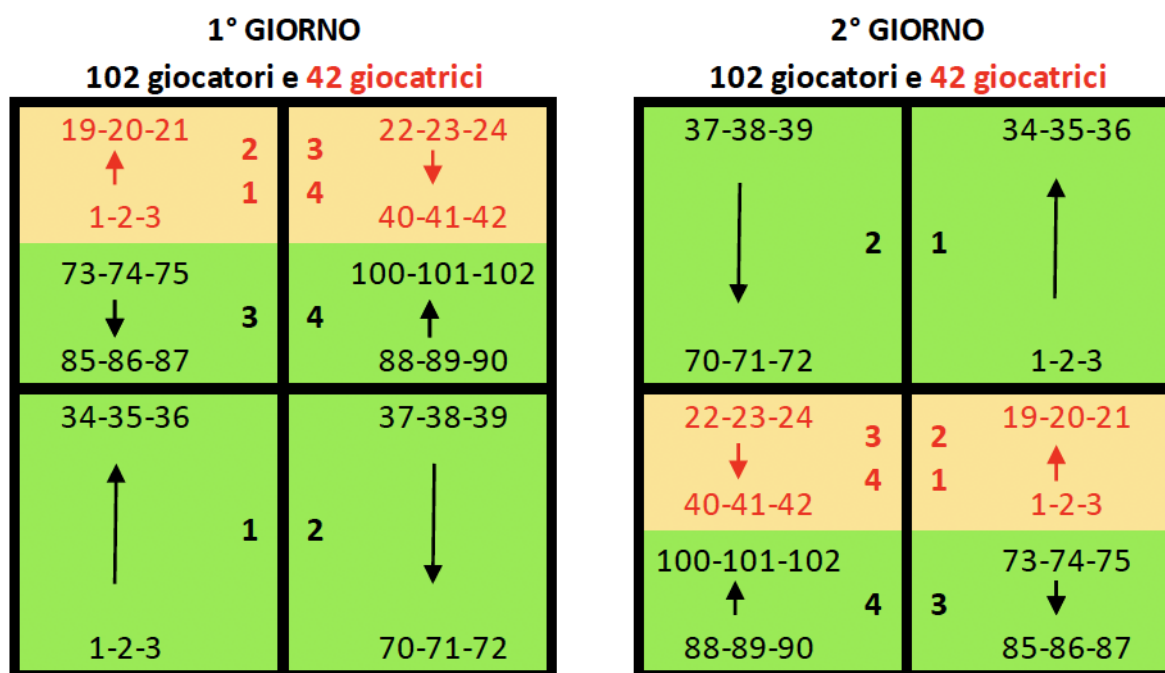 1° GIORNO
102 giocatori e 42 giocatrici
19-20-21 2 3 22-23-24
1 4
1-2-3 40-41-42
73-74-75 100-101-102
3 4
85-86-87 88-89-90
34-35-36 37-38-39
1 2
1-2-3 70-71-72
2° GIORNO
102 giocatori e 42 giocatrici
37-38-39 34-35-36
2 1
70-71-72 1-2-3
22-23-24 3 2 19-20-21
4 1
40-41-42 1-2-3
100-101-102 73-74-75
4 3
88-89-90 85-86-87